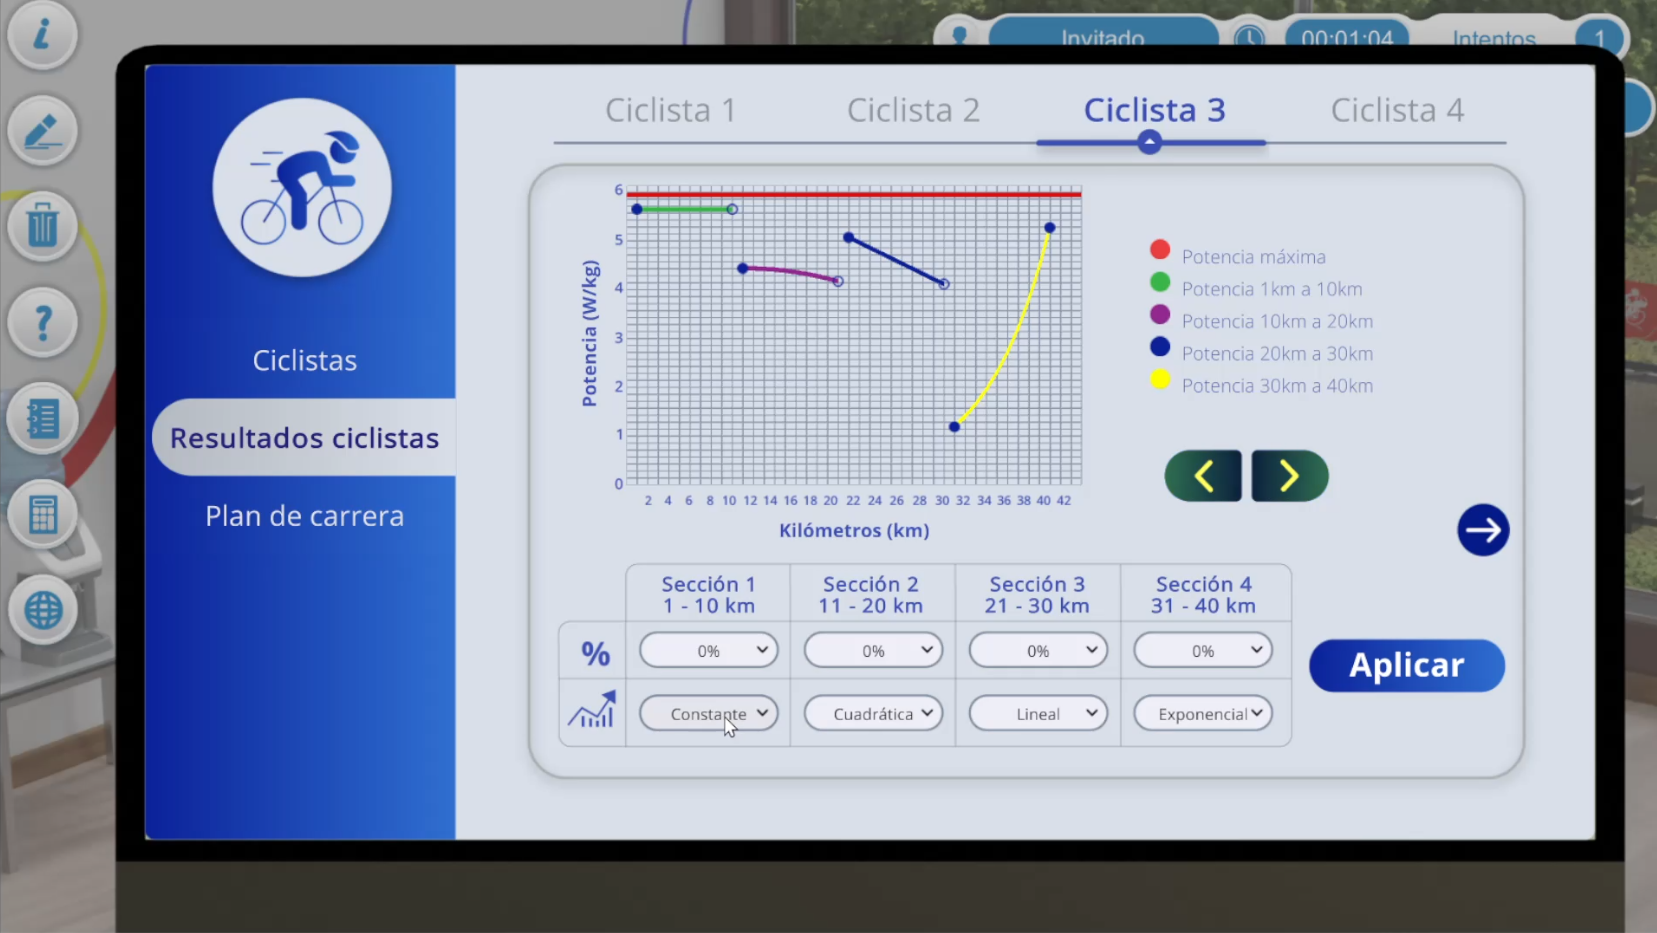 Invitado
00:01:04
Intentos
1
Ciclista 1
Ciclista 2
Ciclista 3
Ciclista 4
Ciclistas
Resultados ciclistas
Plan de carrera
6
5
4
3
2
1
0
Potencia (W/kg)
2 4 6 8 10 12 14 16 18 20 22 24 26 28 30 32 34 36 38 40 42
Kilómetros (km)
Potencia máxima
Potencia 1km a 10km
Potencia 10km a 20km
Potencia 20km a 30km
Potencia 30km a 40km
Sección 1
1 - 10 km
Sección 2
11 - 20 km
Sección 3
21 - 30 km
Sección 4
31 - 40 km
%
0%
0%
0%
0%
Constante
Cuadrática
Lineal
Exponencial
Aplicar